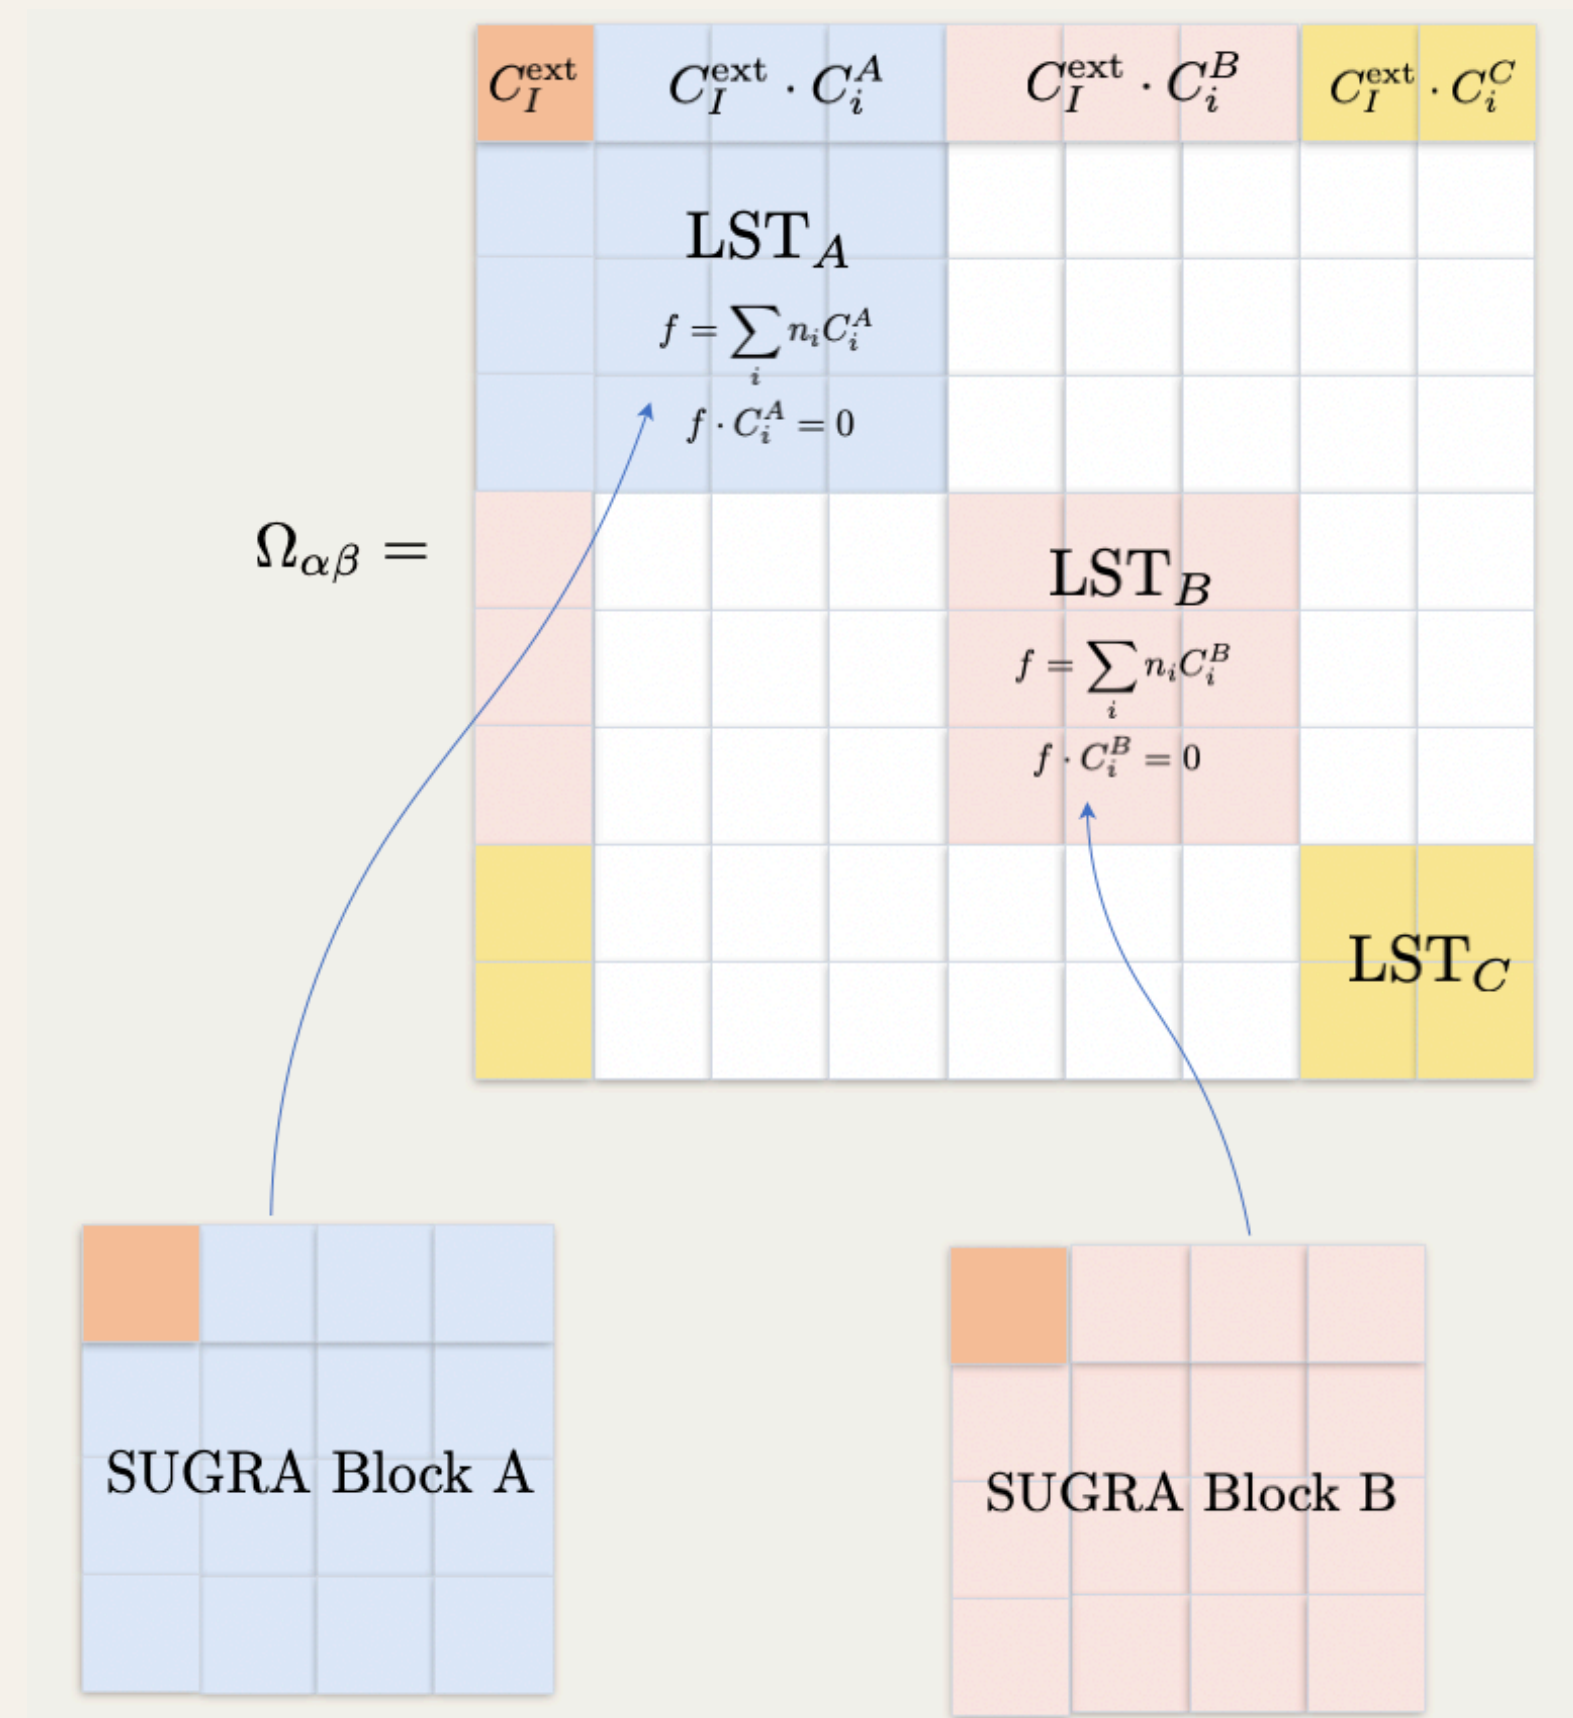 C_I^ext C_I^ext · C_i^A C_I^ext · C_i^B C_I^ext · C_i^C
LST_A
f = ∑_i n_i C_i^A
f · C_i^A = 0
Ω_αβ =
LST_B
f = ∑_i n_i C_i^B
f · C_i^B = 0
LST_C
SUGRA Block A
SUGRA Block B